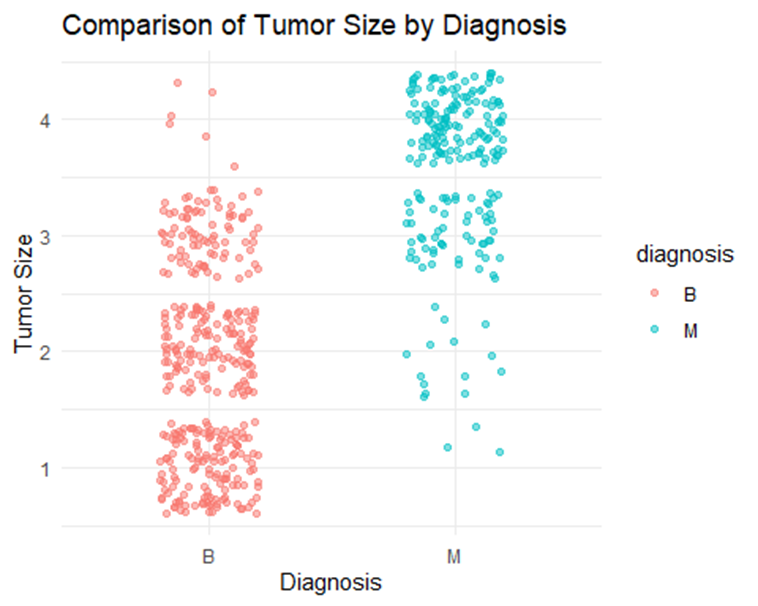 Comparison of Tumor Size by Diagnosis
Tumor Size
4
3
2
1
B
M
Diagnosis
diagnosis
B
M